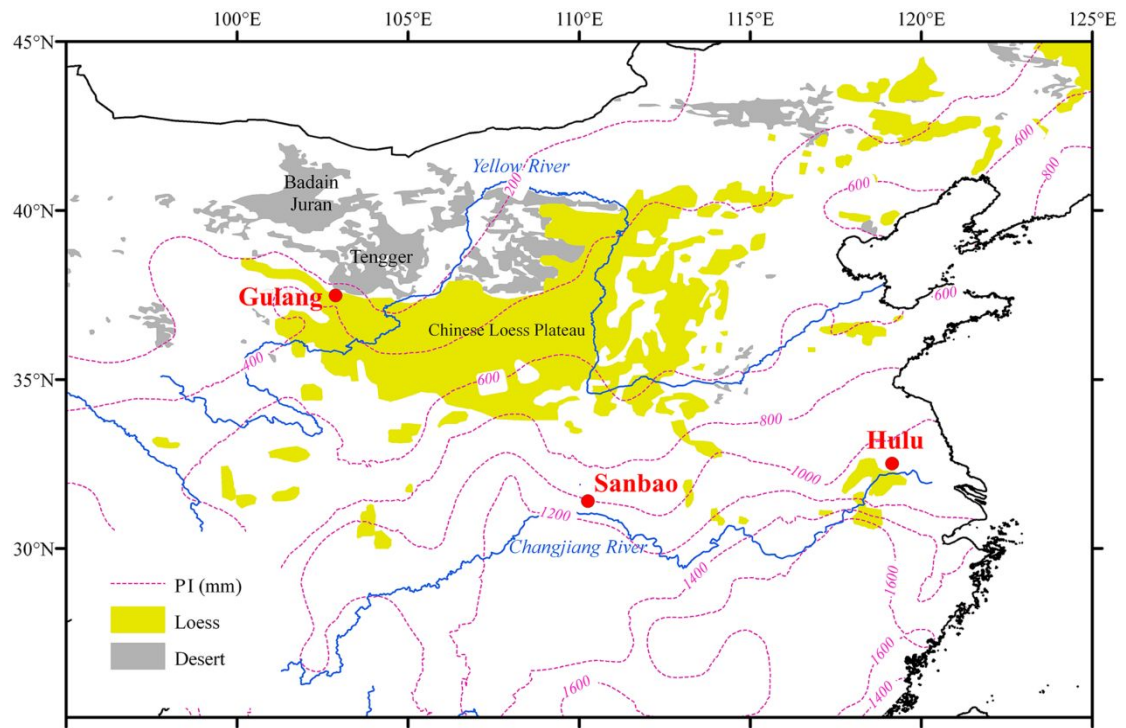 100°E
105°E
110°E
115°E
120°E
125°E
45°N
40°N
35°N
30°N
Badain
Juran
Yellow River
200
600
800
600
Tengger
Gulang
Chinese Loess Plateau
600
400
600
800
Hulu
1000
Sanbao
1200
Changjiang River
1400
1600
1600
1400
1600
PI (mm)
Loess
Desert